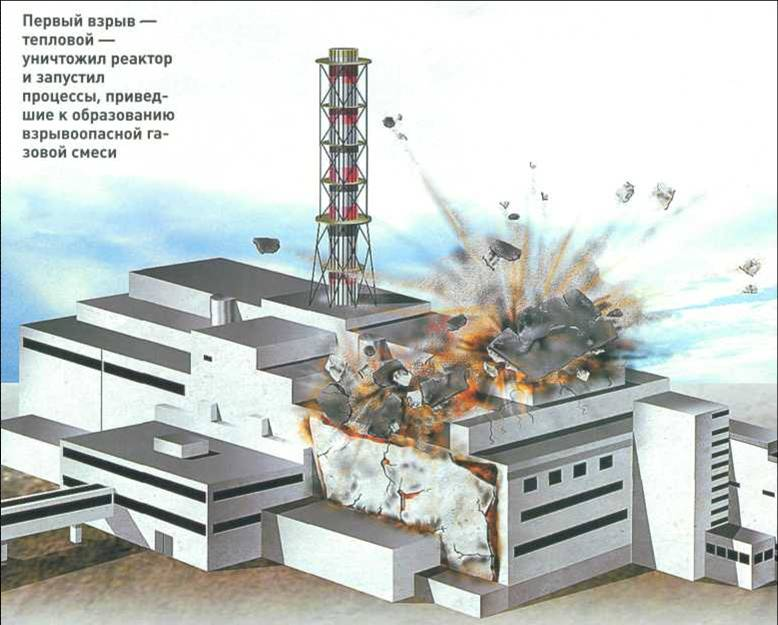 Первый взрыв —
тепловой —
уничтожил реактор
и запустил
процессы, привед-
шие к образованию
взрывоопасной га-
зовой смеси